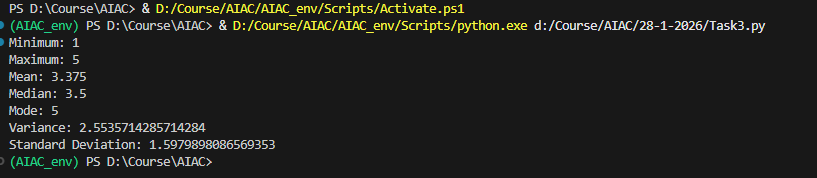 PS D:\Course\AIAC> & D:/Course/AIAC/AIAC_env/Scripts/Activate.ps1
(AIAC_env) PS D:\Course\AIAC> & D:/Course/AIAC/AIAC_env/Scripts/python.exe d:/Course/AIAC/28-1-2026/Task3.py
Minimum: 1
Maximum: 5
Mean: 3.375
Median: 3.5
Mode: 5
Variance: 2.5535714285714284
Standard Deviation: 1.5979898086569353
(AIAC_env) PS D:\Course\AIAC>